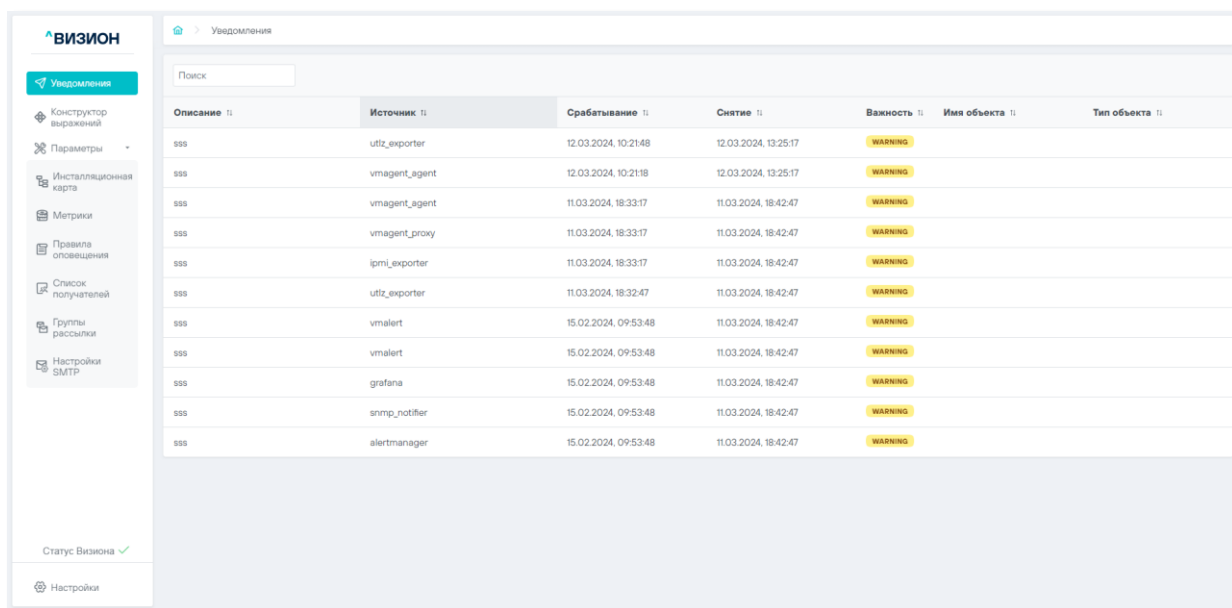 ^ВИЗИОН
Уведомления
Уведомления
Конструктор
выражений
Параметры
Инсталляционная
карта
Метрики
Правила
оповещения
Список
получателей
Группы
рассылки
Настройки
SMTP
Статус Визиона
Настройки
Поиск
Описание Источник Срабатывание Снятие Важность Имя объекта Тип объекта
sss utlz_exporter 12.03.2024, 10:21:48 12.03.2024, 13:25:17 WARNING
sss vmagent_agent 12.03.2024, 10:21:18 12.03.2024, 13:25:17 WARNING
sss vmagent_agent 11.03.2024, 18:33:17 11.03.2024, 18:42:47 WARNING
sss vmagent_proxy 11.03.2024, 18:33:17 11.03.2024, 18:42:47 WARNING
sss ipmi_exporter 11.03.2024, 18:33:17 11.03.2024, 18:42:47 WARNING
sss utlz_exporter 11.03.2024, 18:32:47 11.03.2024, 18:42:47 WARNING
sss vmalert 15.02.2024, 09:53:48 11.03.2024, 18:42:47 WARNING
sss vmalert 15.02.2024, 09:53:48 11.03.2024, 18:42:47 WARNING
sss grafana 15.02.2024, 09:53:48 11.03.2024, 18:42:47 WARNING
sss snmp_notifier 15.02.2024, 09:53:48 11.03.2024, 18:42:47 WARNING
sss alertmanager 15.02.2024, 09:53:48 11.03.2024, 18:42:47 WARNING